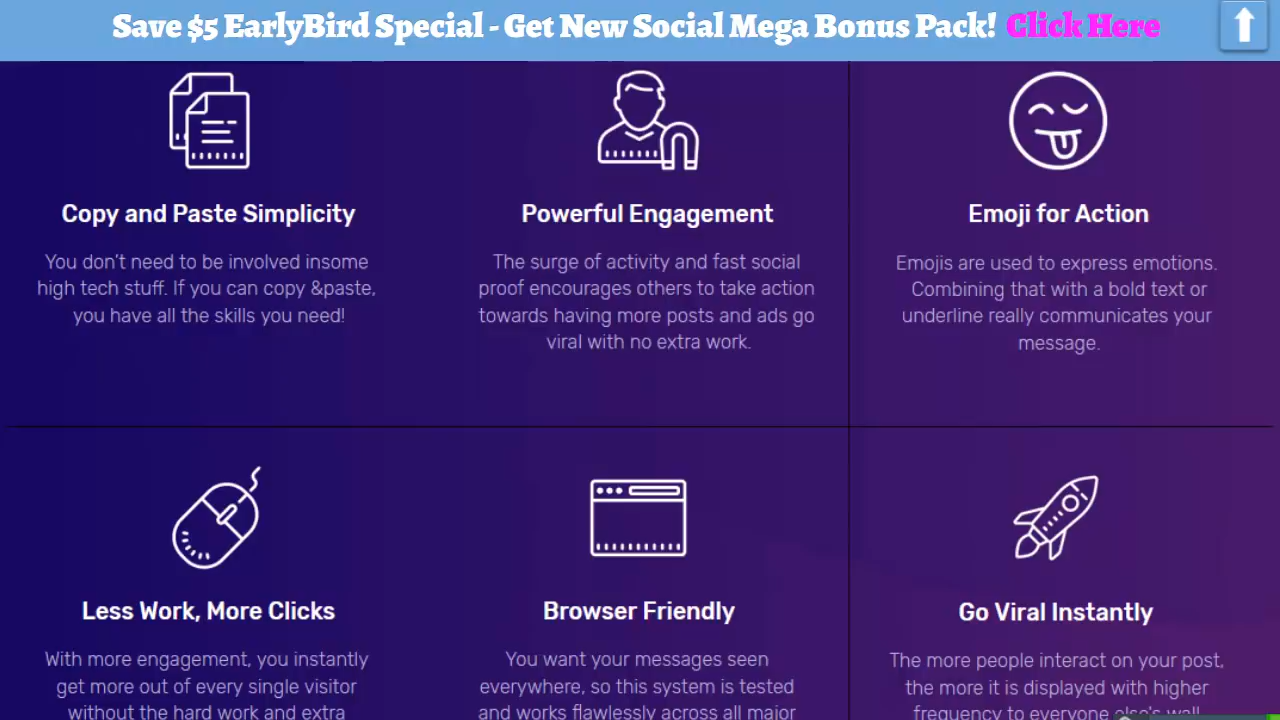 Save $5 EarlyBird Special - Get New Social Mega Bonus Pack! Click Here
Copy and Paste Simplicity
You don't need to be involved insome
high tech stuff. If you can copy &paste,
you have all the skills you need!
Powerful Engagement
The surge of activity and fast social
proof encourages others to take action
towards having more posts and ads go
viral with no extra work.
Emoji for Action
Emojis are used to express emotions.
Combining that with a bold text or
underline really communicates your
message.
Less Work, More Clicks
With more engagement, you instantly
get more out of every single visitor
without the hard work and extra
Browser Friendly
You want your messages seen
everywhere, so this system is tested
and works flawlessly across all major
Go Viral Instantly
The more people interact on your post,
the more it is displayed with higher
frequency to everyone else's wall